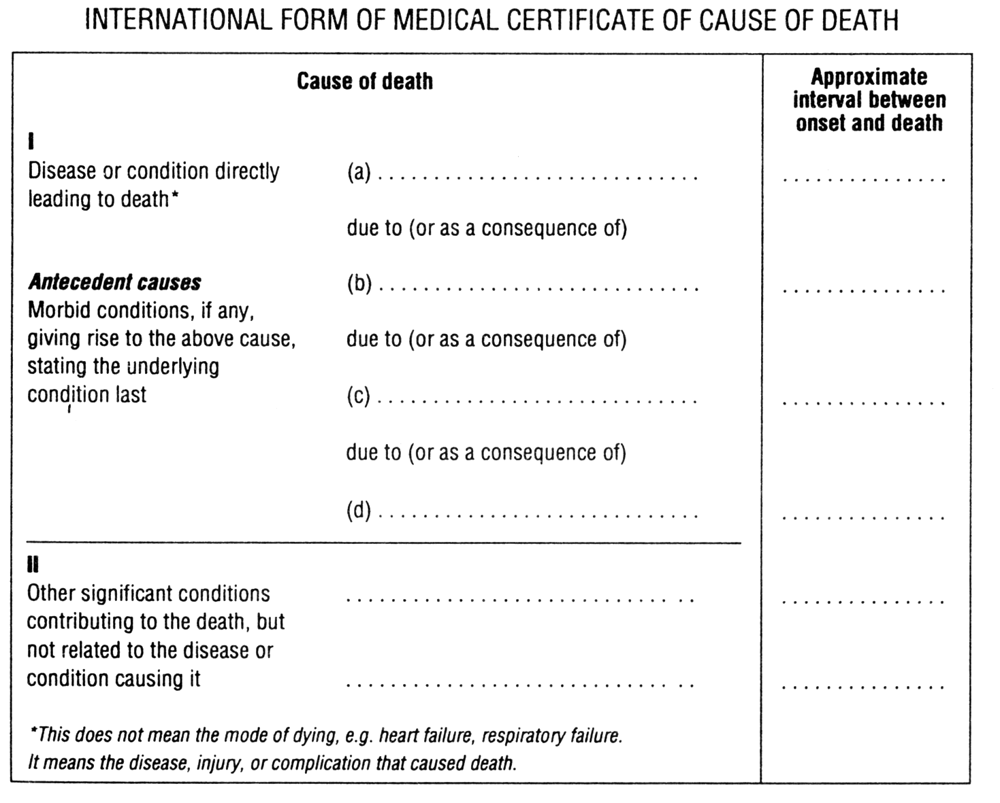 INTERNATIONAL FORM OF MEDICAL CERTIFICATE OF CAUSE OF DEATH
Cause of death
Approximate
interval between
onset and death
I
Disease or condition directly
leading to death*
(a) ............................. ...............
due to (or as a consequence of)
Antecedent causes
Morbid conditions, if any,
giving rise to the above cause,
stating the underlying
condition last
(b) ............................. ...............
due to (or as a consequence of)
(c) ............................. ...............
due to (or as a consequence of)
(d) ............................. ...............
II
Other significant conditions
contributing to the death, but
not related to the disease or
condition causing it
*This does not mean the mode of dying, e.g. heart failure, respiratory failure.
It means the disease, injury, or complication that caused death.